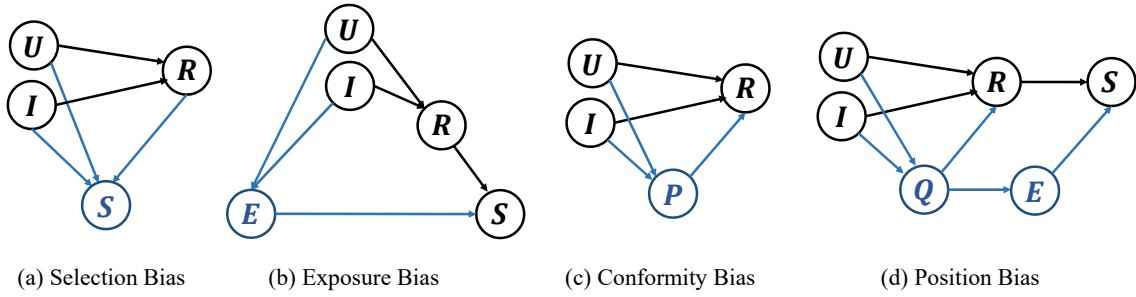 U
I
R
S
(a) Selection Bias
U
I
R
E
S
(b) Exposure Bias
U
I
R
P
(c) Conformity Bias
U
I
R
S
Q
E
(d) Position Bias